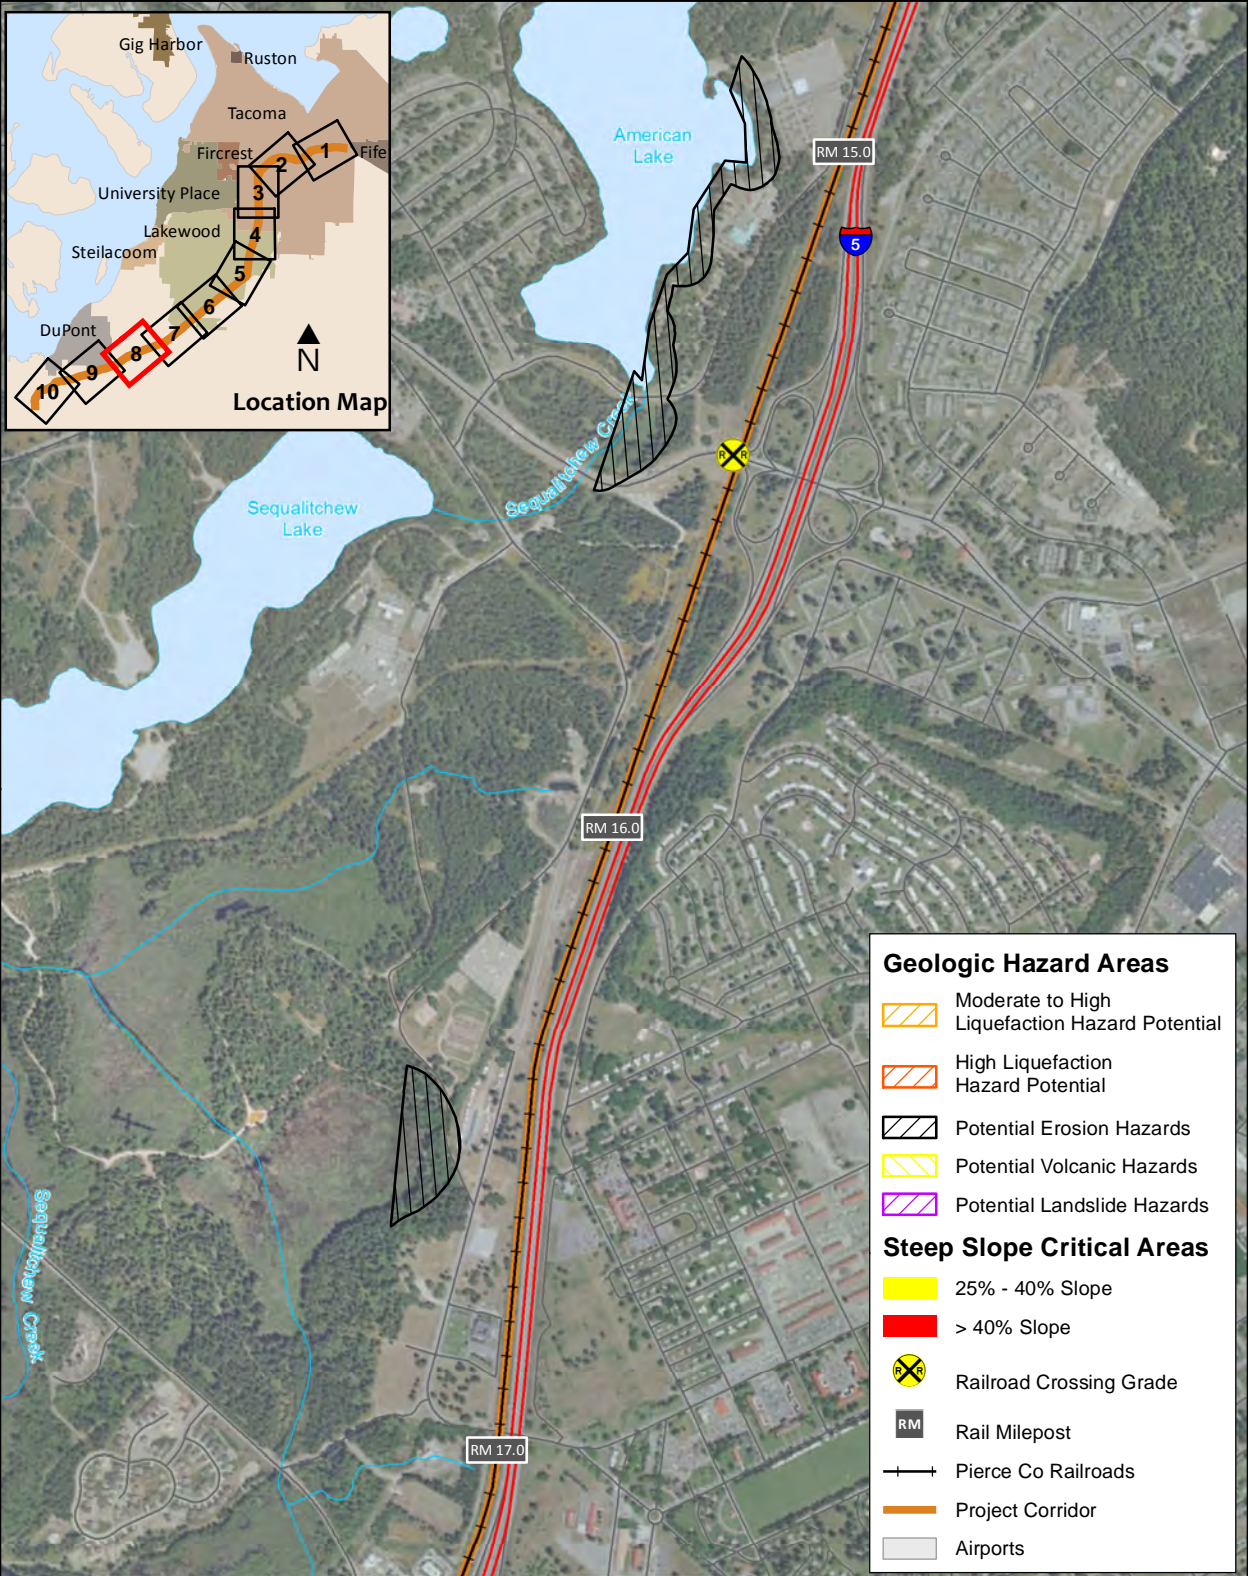 Gig Harbor
Ruston
Tacoma
Fircrest
Fife
University Place
Lakewood
Steilacoom
DuPont
1
2
3
4
5
6
7
8
9
10
N
Location Map
American
Lake
RM 15.0
5
R R
Sequalitchew Creek
Sequalitchew
Lake
RM 16.0
Sequalitchew Creek
RM 17.0
Geologic Hazard Areas
Moderate to High
Liquefaction Hazard Potential
High Liquefaction
Hazard Potential
Potential Erosion Hazards
Potential Volcanic Hazards
Potential Landslide Hazards
Steep Slope Critical Areas
25% - 40% Slope
> 40% Slope
R R
Railroad Crossing Grade
RM
Rail Milepost
Pierce Co Railroads
Project Corridor
Airports